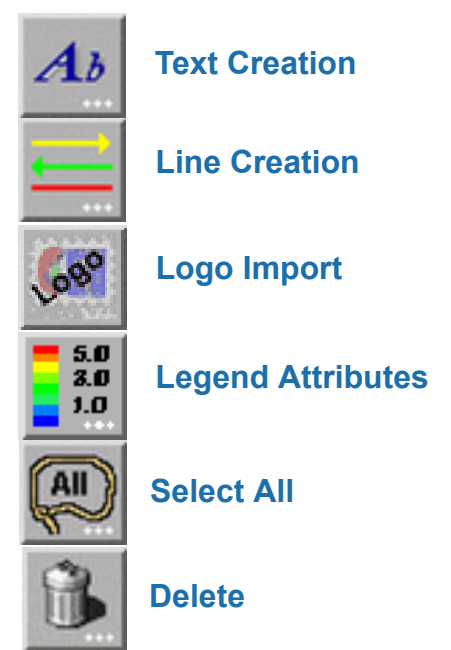 Ab
Text Creation
Line Creation
Logo
Logo Import
5.0
3.0
1.0
Legend Attributes
All
Select All
Delete